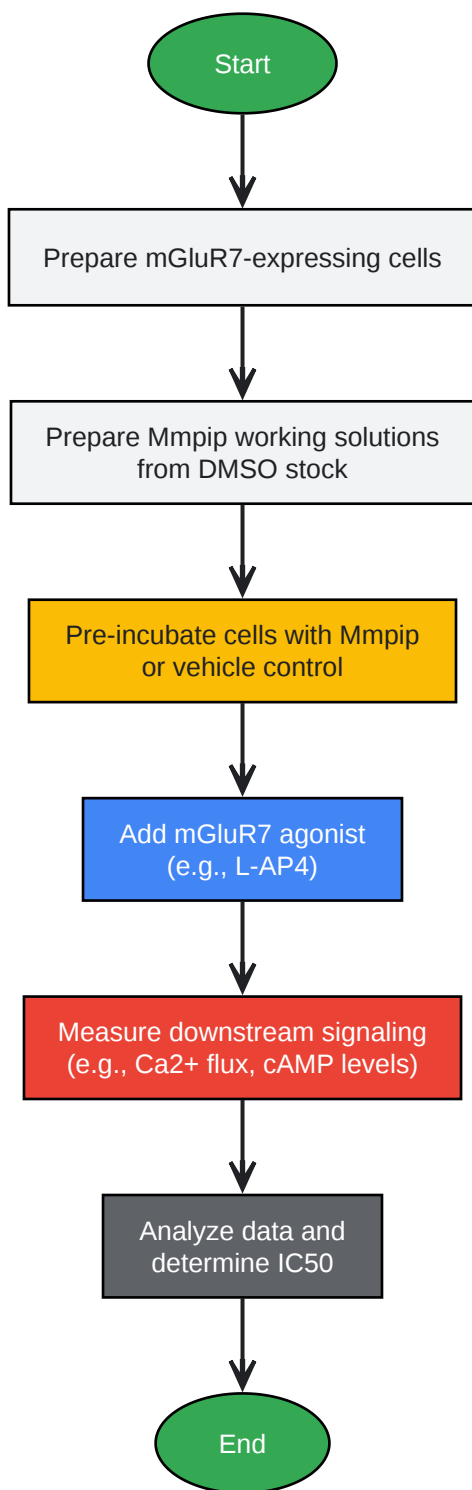 Start
Prepare mGluR7-expressing cells
Prepare Mmpip working solutions
from DMSO stock
Pre-incubate cells with Mmpip
or vehicle control
Add mGluR7 agonist
(e.g., L-AP4)
Measure downstream signaling
(e.g., Ca2+ flux, cAMP levels)
Analyze data and
determine IC50
End